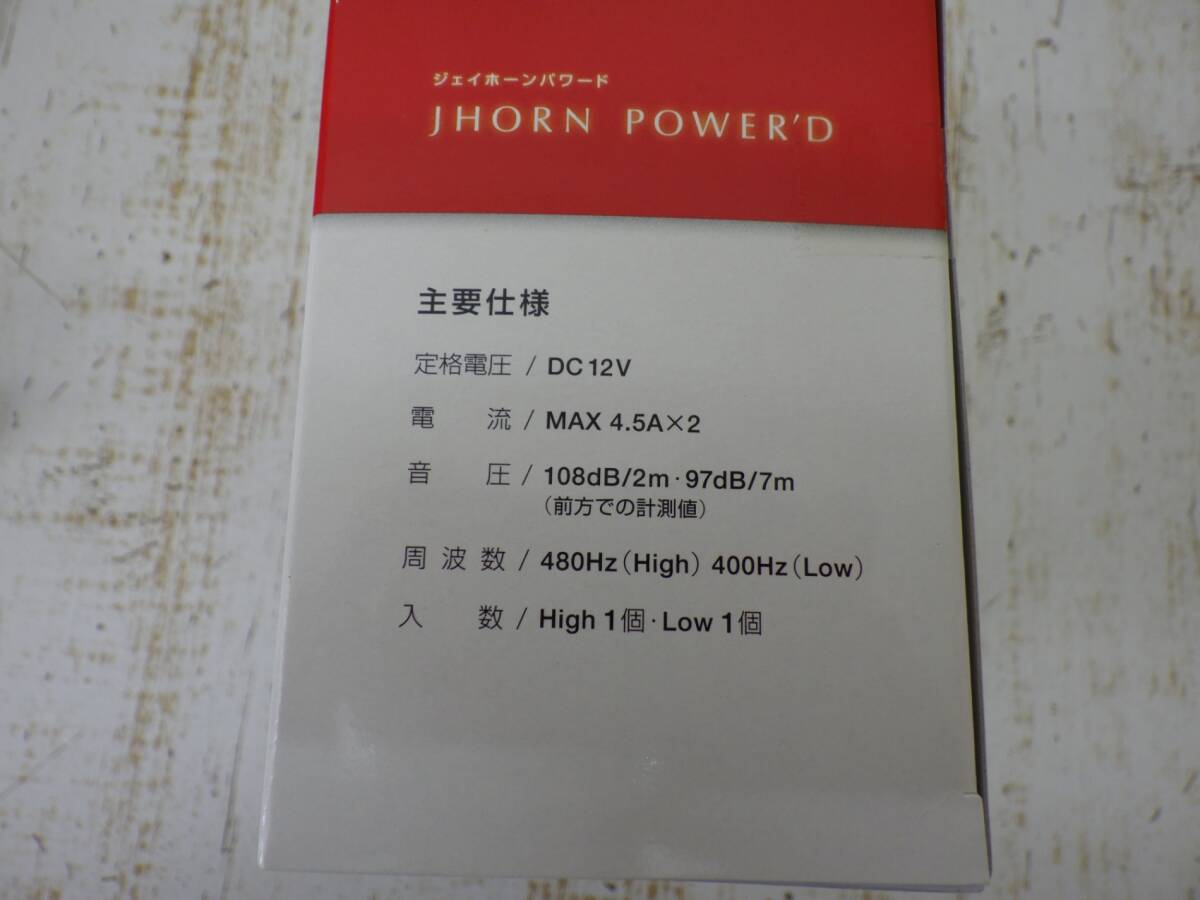 ジェイホーンパワード
JHORN POWER'D
主要仕様
定格電圧 / DC12V
電流 / MAX 4.5A×2
音圧 / 108dB/2m・97dB/7m
(前方での計測値)
周波数 / 480Hz(High) 400Hz(Low)
入数 / High 1個・Low 1個